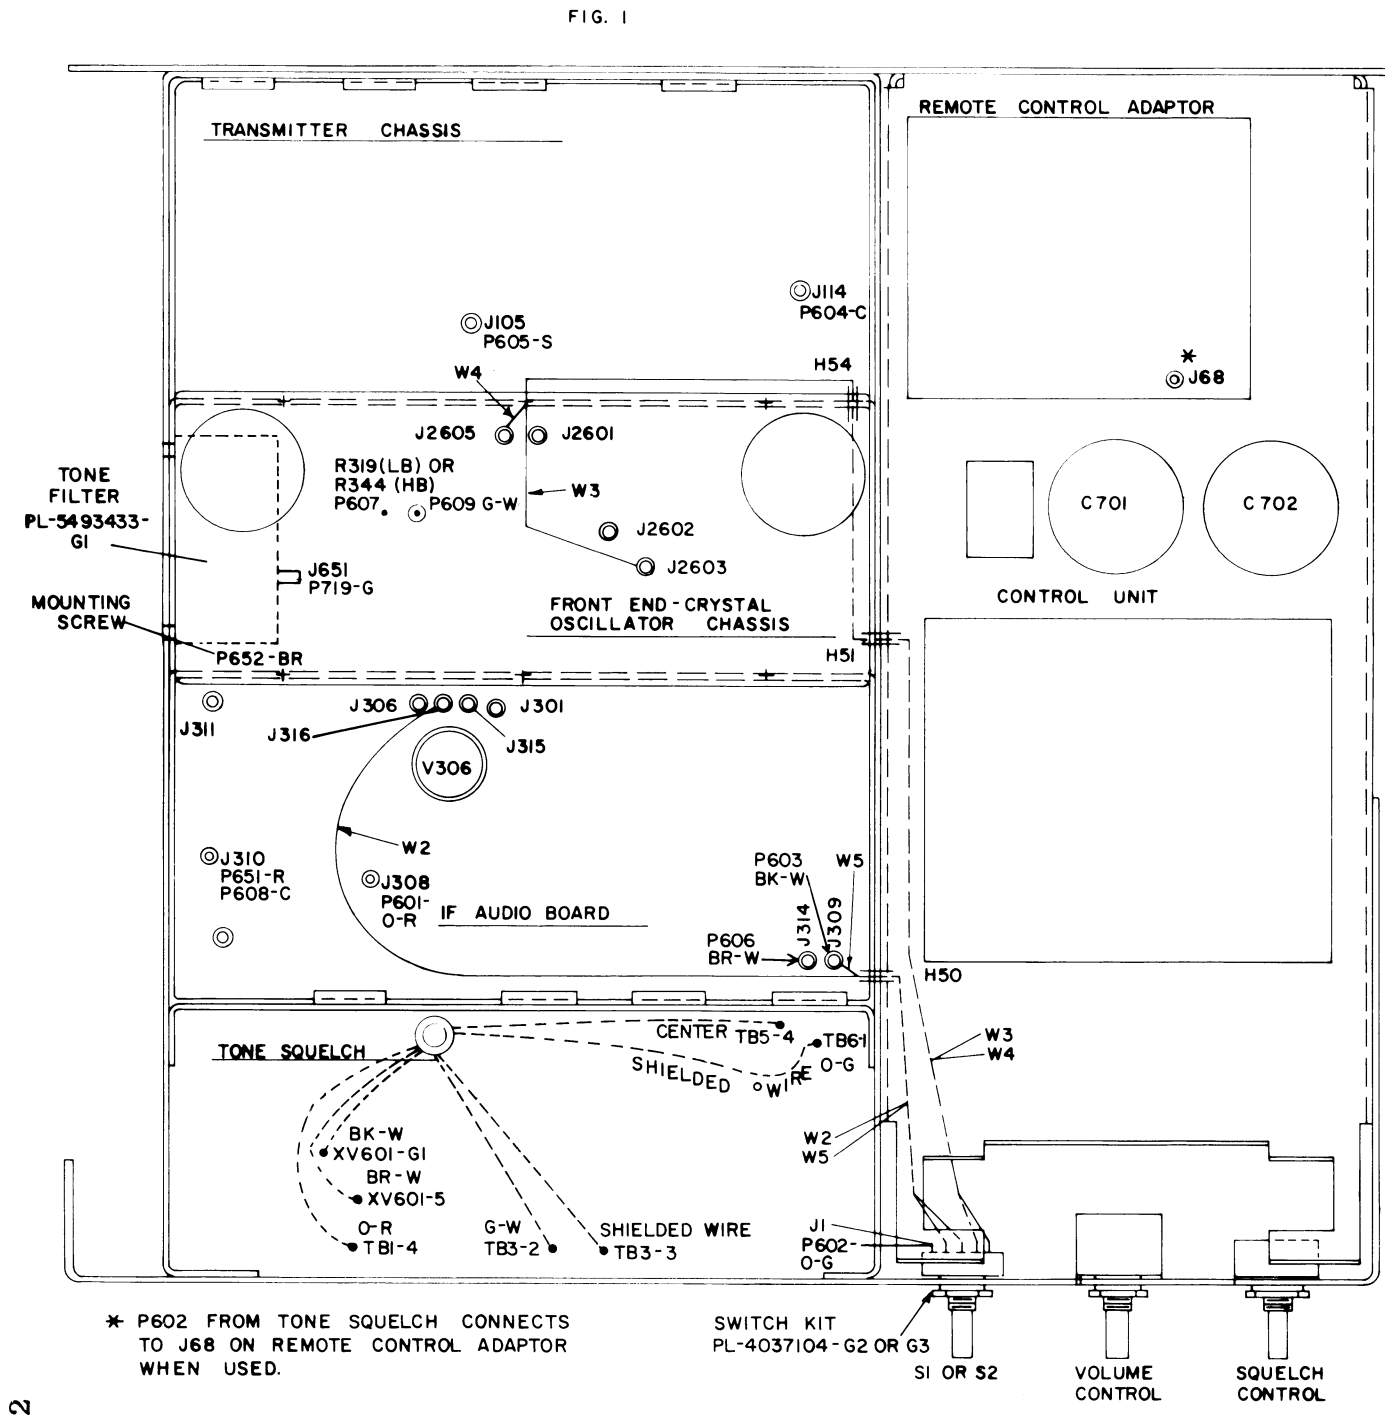 FIG. 1
TRANSMITTER CHASSIS
REMOTE CONTROL ADAPTOR
J114
P604-C
J105
P605-S
W4
H54
*
J68
J2605
J2601
R319(LB) OR
R344 (HB)
P607
P609 G-W
W3
J2602
J2603
TONE
FILTER
PL-5493433-
G1
J651
P719-G
MOUNTING
SCREW
P652-BR
FRONT END-CRYSTAL
OSCILLATOR CHASSIS
H51
C701
C702
CONTROL UNIT
J311
J306
J316
J301
J315
V306
W2
J310
P651-R
P608-C
J308
P601-
O-R
IF AUDIO BOARD
P603
BK-W
W5
J314
J309
P606
BR-W
H50
TONE SQUELCH
CENTER TB5-4
TB6-1
O-G
SHIELDED WIRE
W3
W4
W2
W5
BK-W
XV601-G1
BR-W
XV601-5
O-R
TB1-4
G-W
TB3-2
SHIELDED WIRE
TB3-3
J1
P602-
O-G
* P602 FROM TONE SQUELCH CONNECTS
TO J68 ON REMOTE CONTROL ADAPTOR
WHEN USED.
SWITCH KIT
PL-4037104-G2 OR G3
S1 OR S2
VOLUME
CONTROL
SQUELCH
CONTROL
2